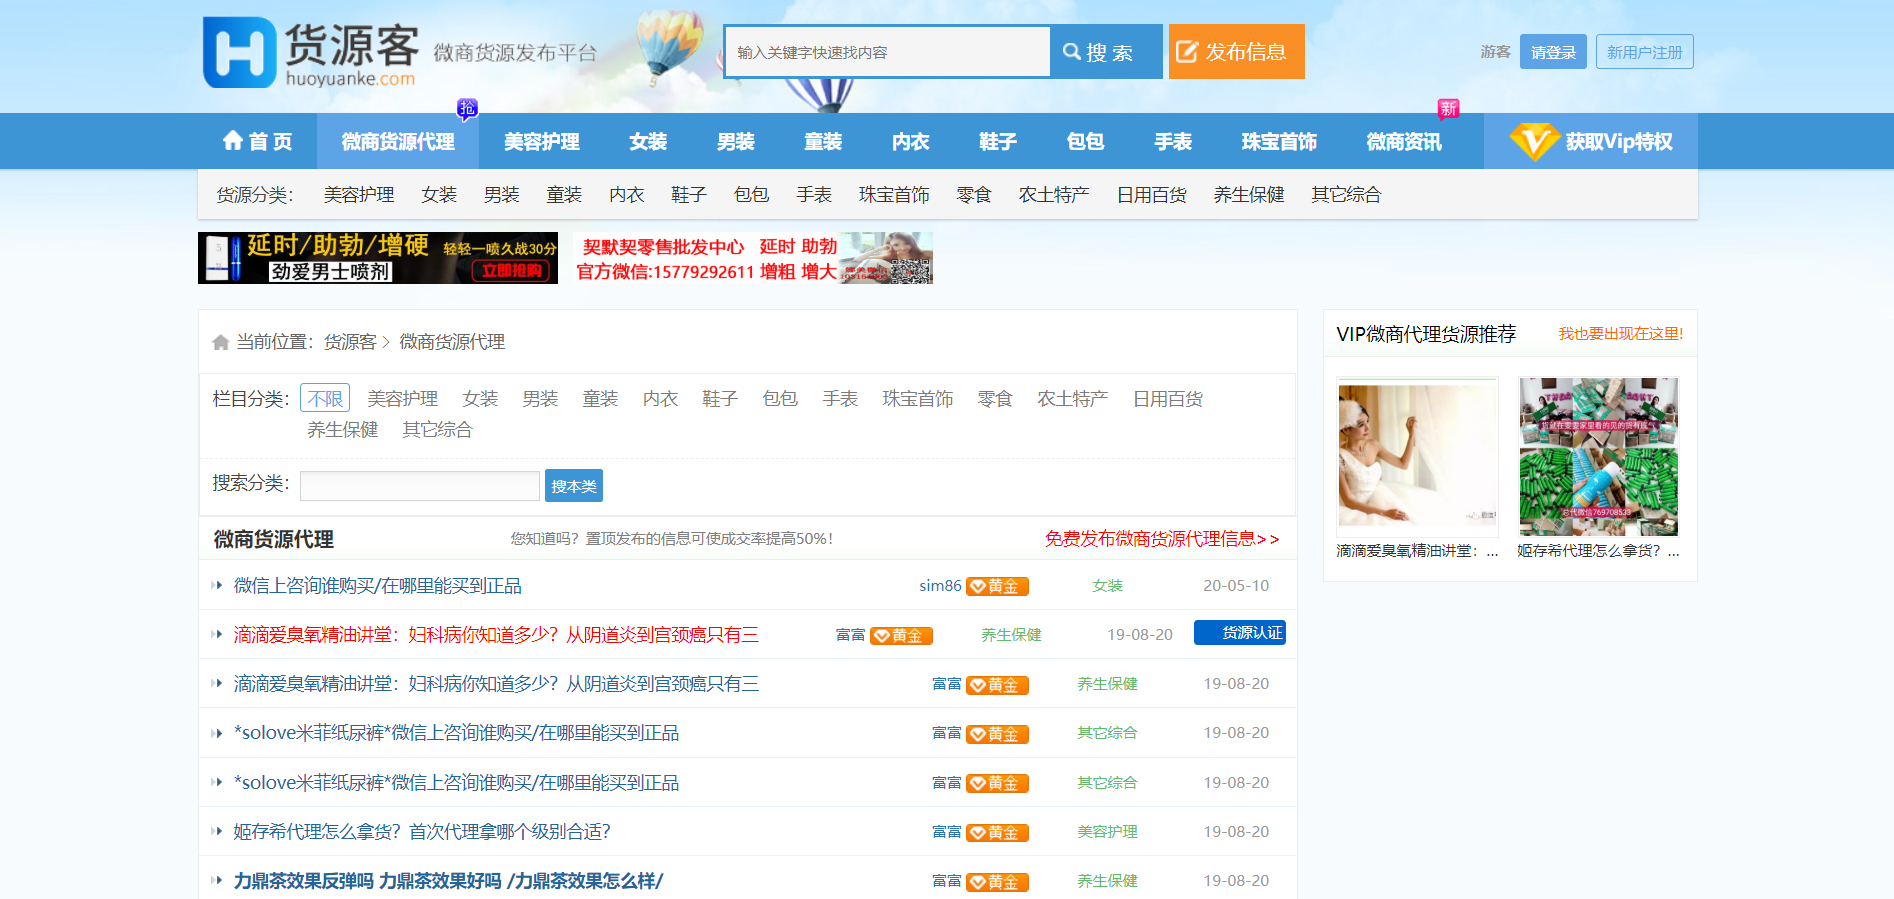 货源客
huoyuanke.com
微商货源发布平台
输入关键字快速找内容
搜 索
发布信息
游客
请登录
新用户注册
抢
新
首 页
微商货源代理
美容护理
女装
男装
童装
内衣
鞋子
包包
手表
珠宝首饰
微商资讯
获取Vip特权
货源分类：
美容护理
女装
男装
童装
内衣
鞋子
包包
手表
珠宝首饰
零食
农土特产
日用百货
养生保健
其它综合
延时/助勃/增硬 轻轻一喷久战30分
劲爱男士喷剂
立即抢购
契默契零售批发中心 延时 助勃
官方微信:15779292611 增粗 增大
当前位置：货源客 > 微商货源代理
栏目分类：
不限
美容护理
女装
男装
童装
内衣
鞋子
包包
手表
珠宝首饰
零食
农土特产
日用百货
养生保健
其它综合
搜索分类：
搜本类
微商货源代理
您知道吗？置顶发布的信息可使成交率提高50%！
免费发布微商货源代理信息>>
微信上咨询谁购买/在哪里能买到正品 sim86 黄金 女装 20-05-10
滴滴爱臭氧精油讲堂：妇科病你知道多少？从阴道炎到宫颈癌只有三 富富 黄金 养生保健 19-08-20 货源认证
滴滴爱臭氧精油讲堂：妇科病你知道多少？从阴道炎到宫颈癌只有三 富富 黄金 养生保健 19-08-20
*solove米菲纸尿裤*微信上咨询谁购买/在哪里能买到正品 富富 黄金 其它综合 19-08-20
*solove米菲纸尿裤*微信上咨询谁购买/在哪里能买到正品 富富 黄金 其它综合 19-08-20
姬存希代理怎么拿货？首次代理拿哪个级别合适？ 富富 黄金 美容护理 19-08-20
力鼎茶效果反弹吗 力鼎茶效果好吗 /力鼎茶效果怎么样/ 富富 黄金 养生保健 19-08-20
VIP微商代理货源推荐
我也要出现在这里!
货就在雯雯家里看的见的货有底气
总代微信769708533
滴滴爱臭氧精油讲堂：...
姬存希代理怎么拿货？...